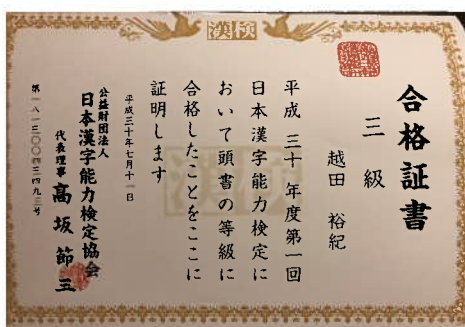 漢検
合格証書
三級
越田 裕紀
平成 三十 年度第一回
日本漢字能力検定に
おいて頭書の等級に
合格したことをここに
証明します
平成三十年七月十一日
公益財団法人
日本漢字能力検定協会
代表理事 髙坂節三
第一八一三〇〇〇三四九三号